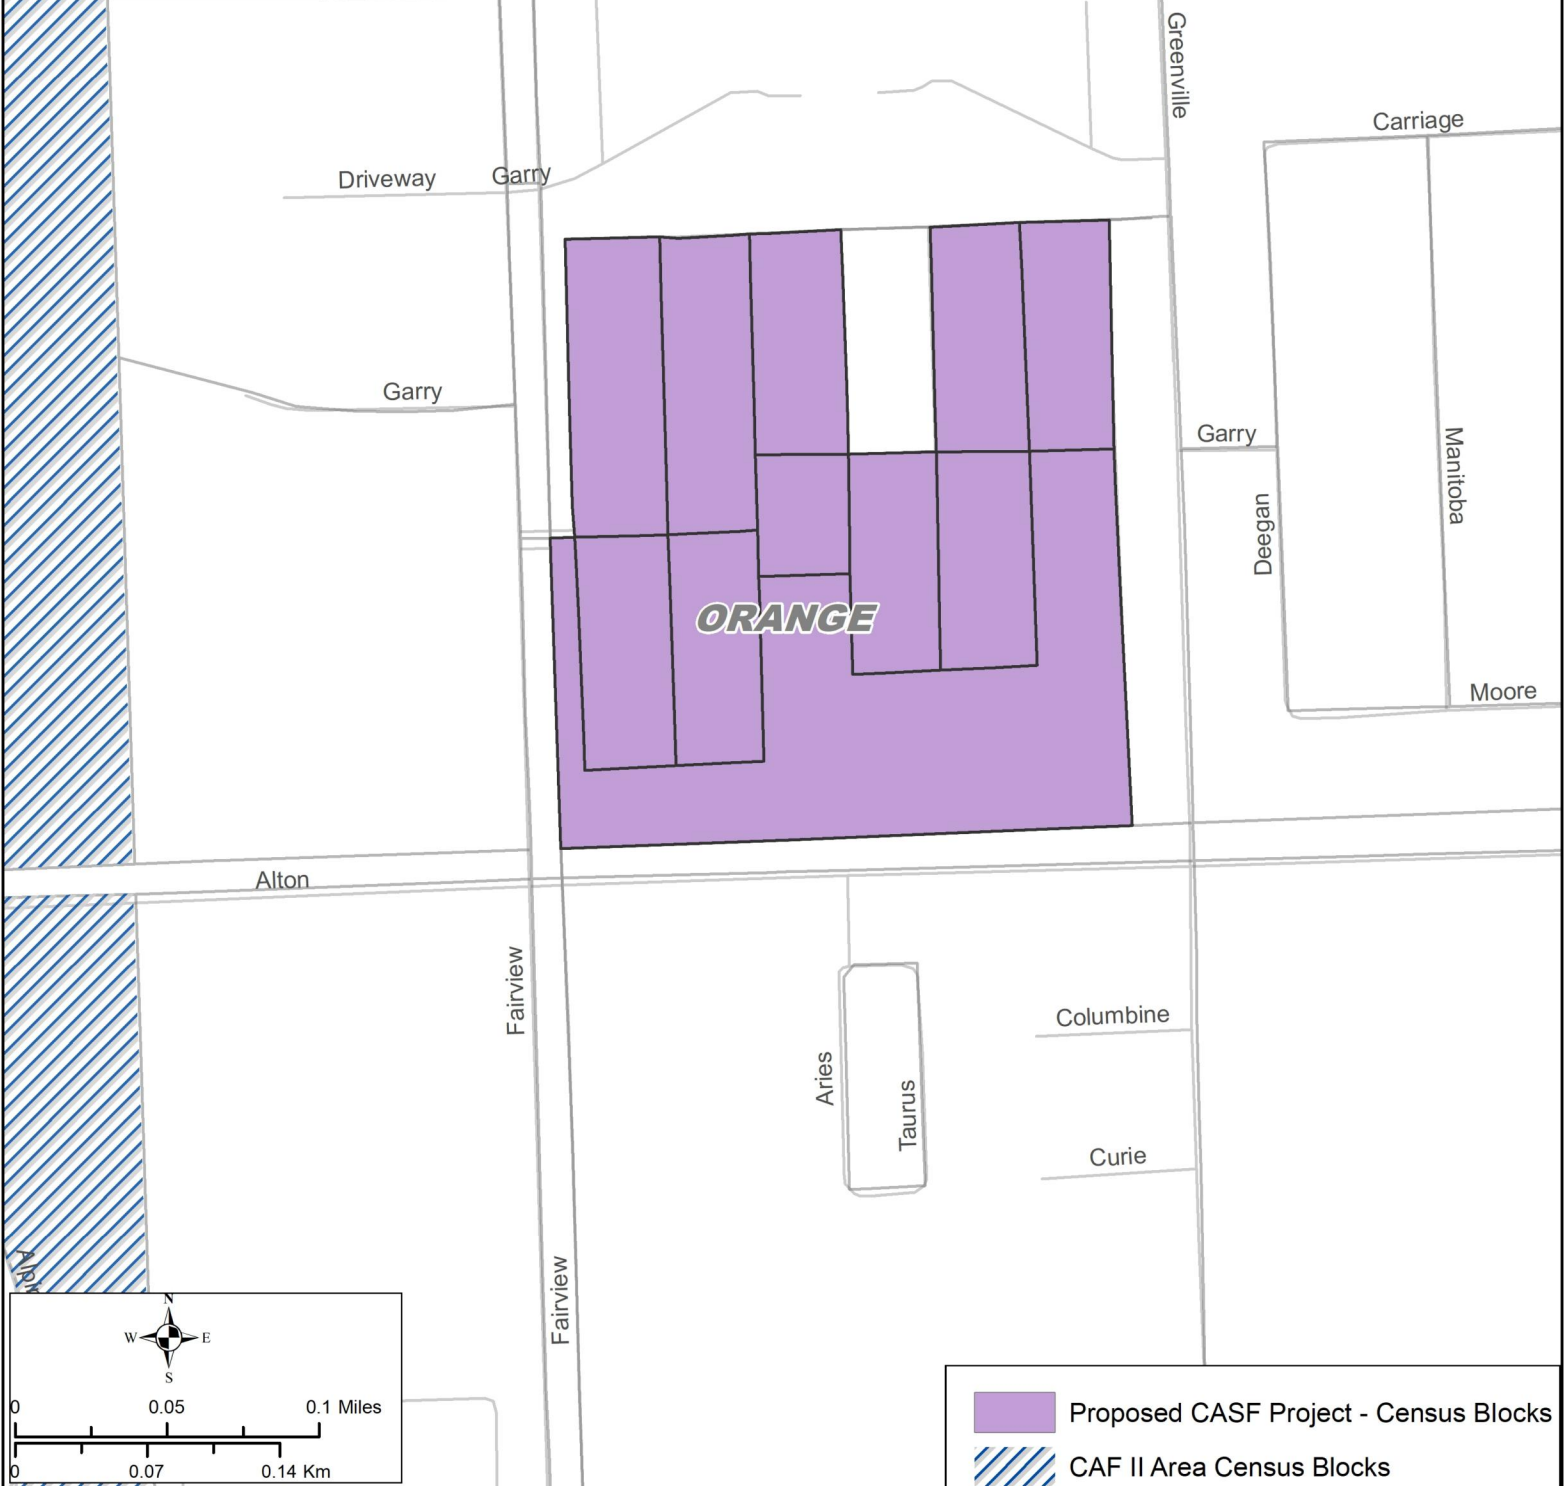 Greenville
Carriage
Driveway
Garry
Garry
Garry
Manitoba
Deegan
ORANGE
Moore
Alton
Fairview
Columbine
Aries
Taurus
Curie
Fairview
N
W E
S
0 0.05 0.1 Miles
0 0.07 0.14 Km
Proposed CASF Project - Census Blocks
CAF II Area Census Blocks